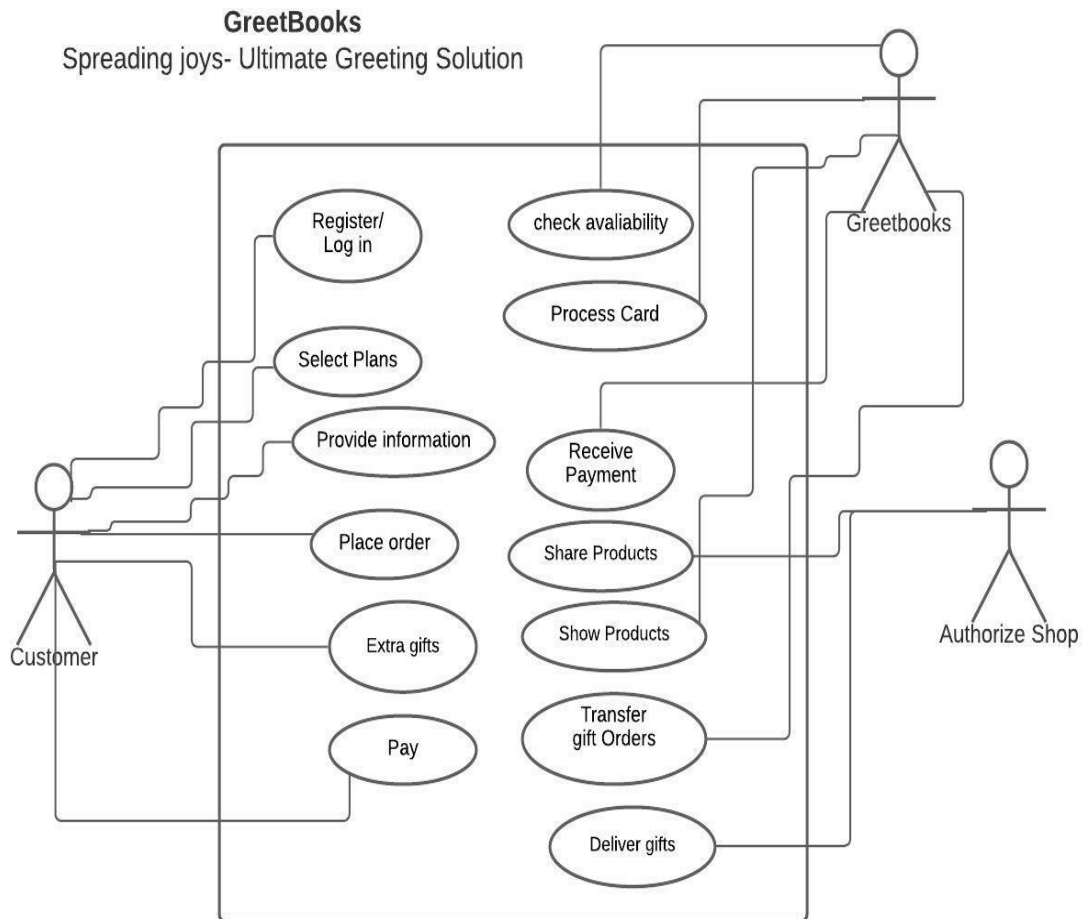 GreetBooks
Spreading joys- Ultimate Greeting Solution
Register/
Log in
check avaliability
Greetbooks
Process Card
Select Plans
Provide information
Receive
Payment
Place order
Share Products
Customer
Extra gifts
Show Products
Authorize Shop
Transfer
gift Orders
Pay
Deliver gifts